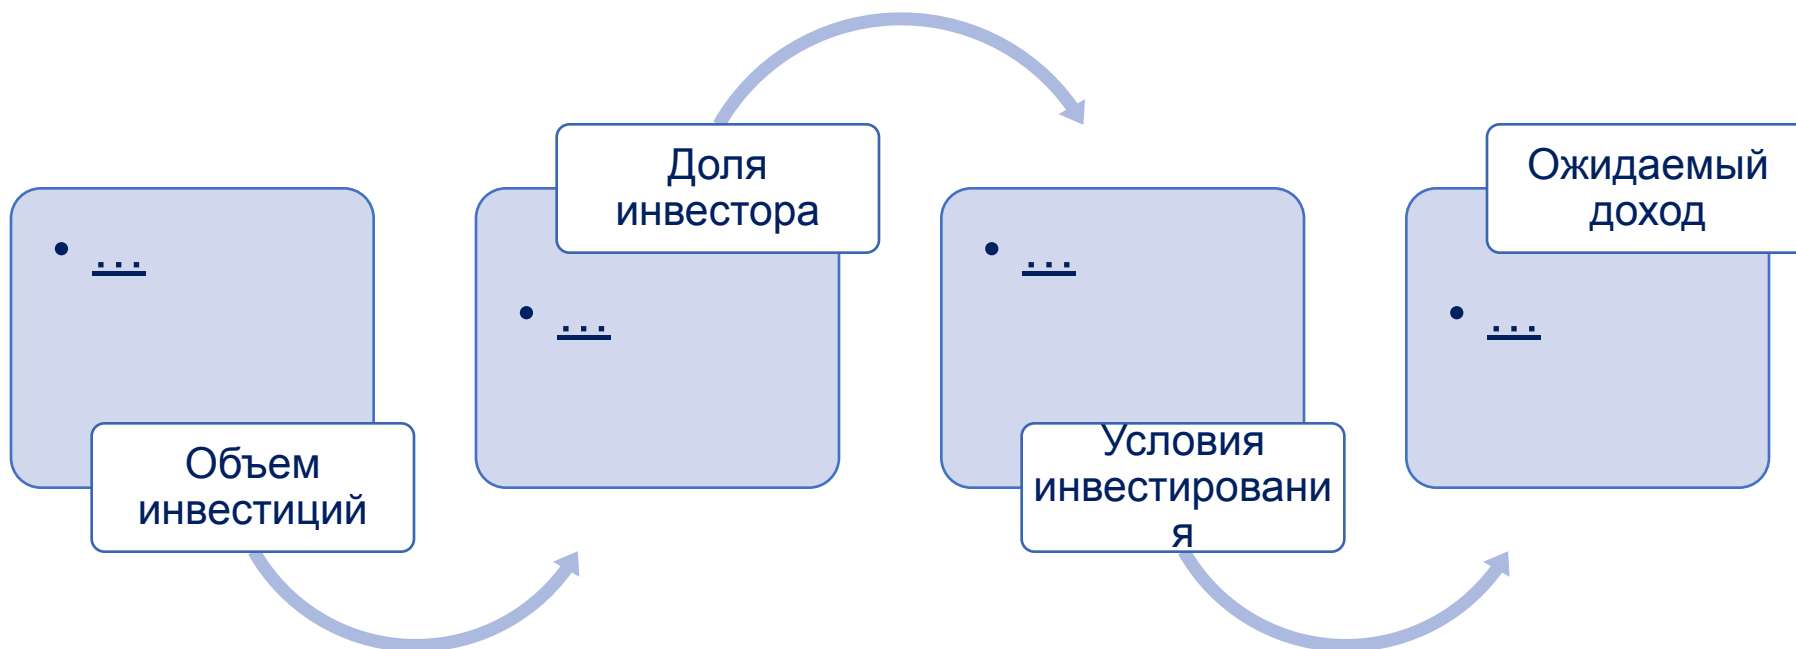 • ...
Объем
инвестиций
Доля
инвестора
• ...
• ...
Условия
инвестировани
я
Ожидаемый
доход
• ...